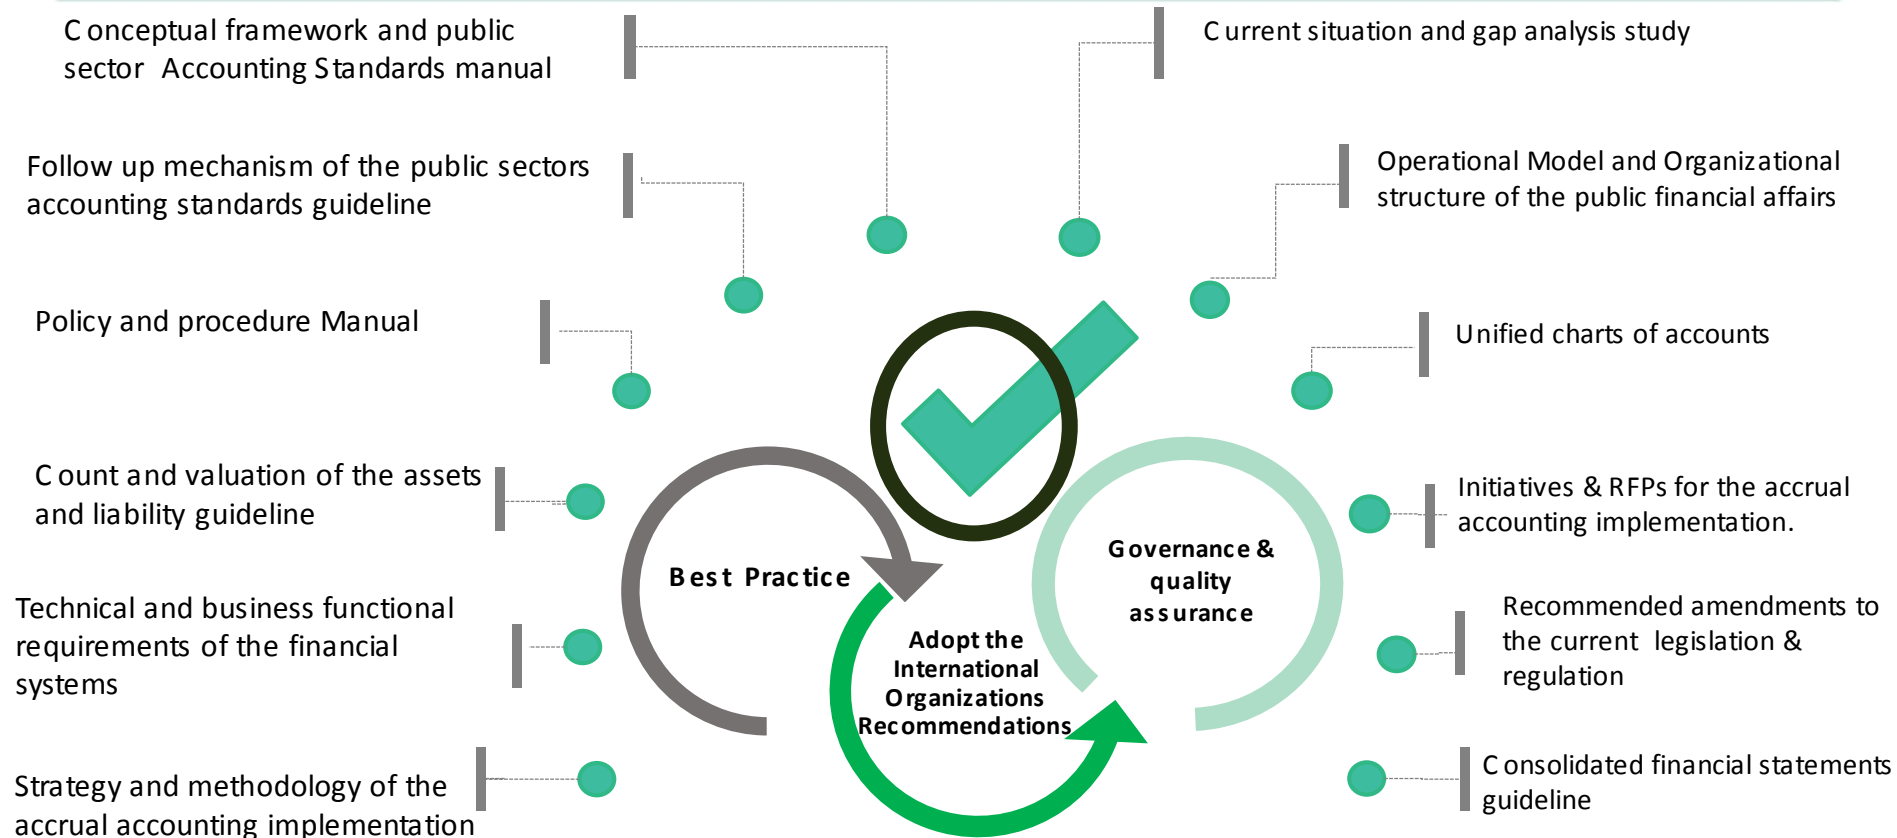 Conceptual framework and public
sector Accounting Standards manual
Follow up mechanism of the public sectors
accounting standards guideline
Policy and procedure Manual
Count and valuation of the assets
and liability guideline
Technical and business functional
requirements of the financial
systems
Strategy and methodology of the
accrual accounting implementation
Current situation and gap analysis study
Operational Model and Organizational
structure of the public financial affairs
Unified charts of accounts
Initiatives & RFPs for the accrual
accounting implementation.
Recommended amendments to
the current legislation &
regulation
Consolidated financial statements
guideline
Best Practice
Adopt the
International
Organizations
Recommendations
Governance &
quality
assurance